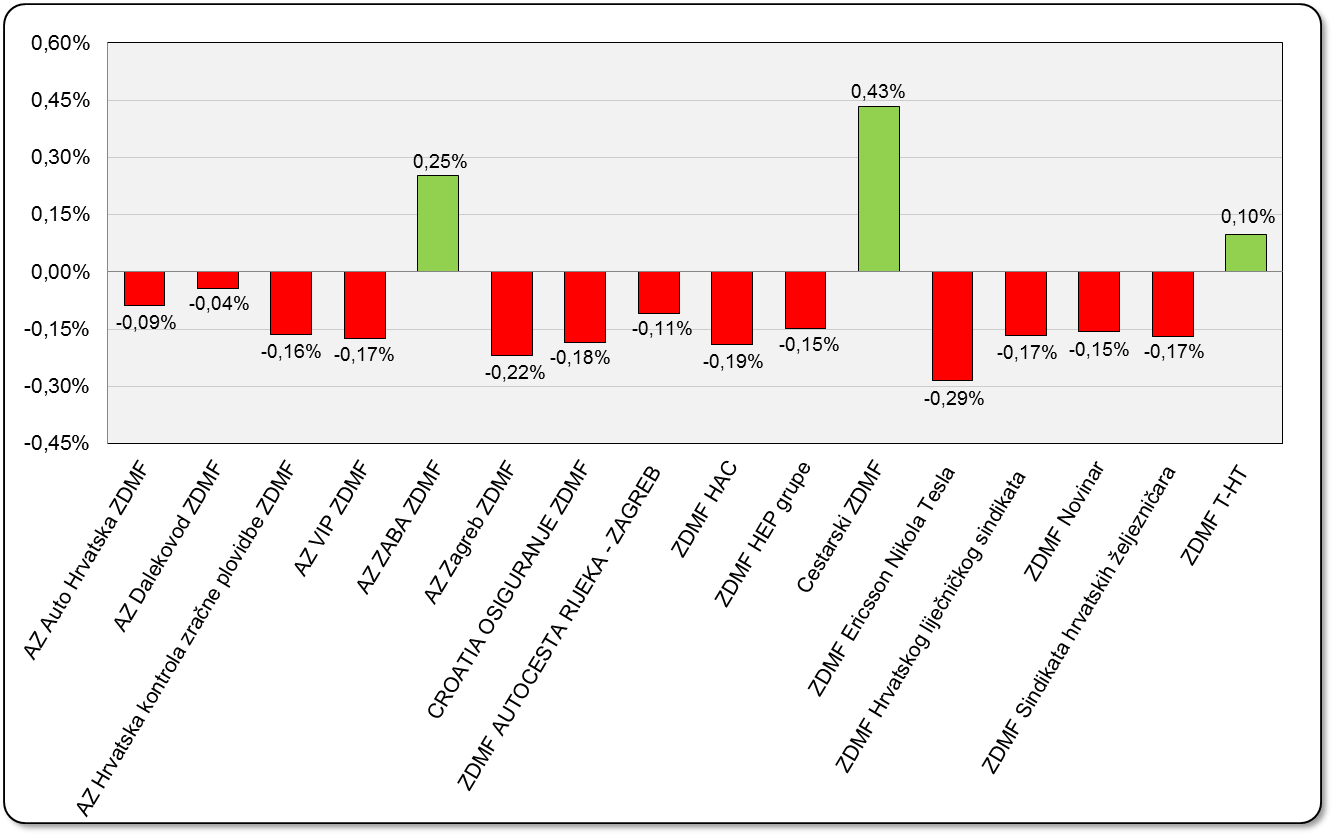 0,60%
0,45%
0,30%
0,15%
0,00%
-0,15%
-0,30%
-0,45%
-0,09%
-0,04%
-0,16%
-0,17%
0,25%
-0,22%
-0,18%
-0,11%
-0,19%
-0,15%
0,43%
-0,29%
-0,17%
-0,15%
-0,17%
0,10%
AZ Auto Hrvatska ZDMF
AZ Dalekovod ZDMF
AZ Hrvatska kontrola zračne plovidbe ZDMF
AZ VIP ZDMF
AZ ZABA ZDMF
AZ Zagreb ZDMF
CROATIA OSIGURANJE ZDMF
ZDMF AUTOCESTA RIJEKA - ZAGREB
ZDMF HAC
ZDMF HEP grupe
Cestarski ZDMF
ZDMF Ericsson Nikola Tesla
ZDMF Hrvatskog liječničkog sindikata
ZDMF Novinar
ZDMF Sindikata hrvatskih željezničara
ZDMF T-HT